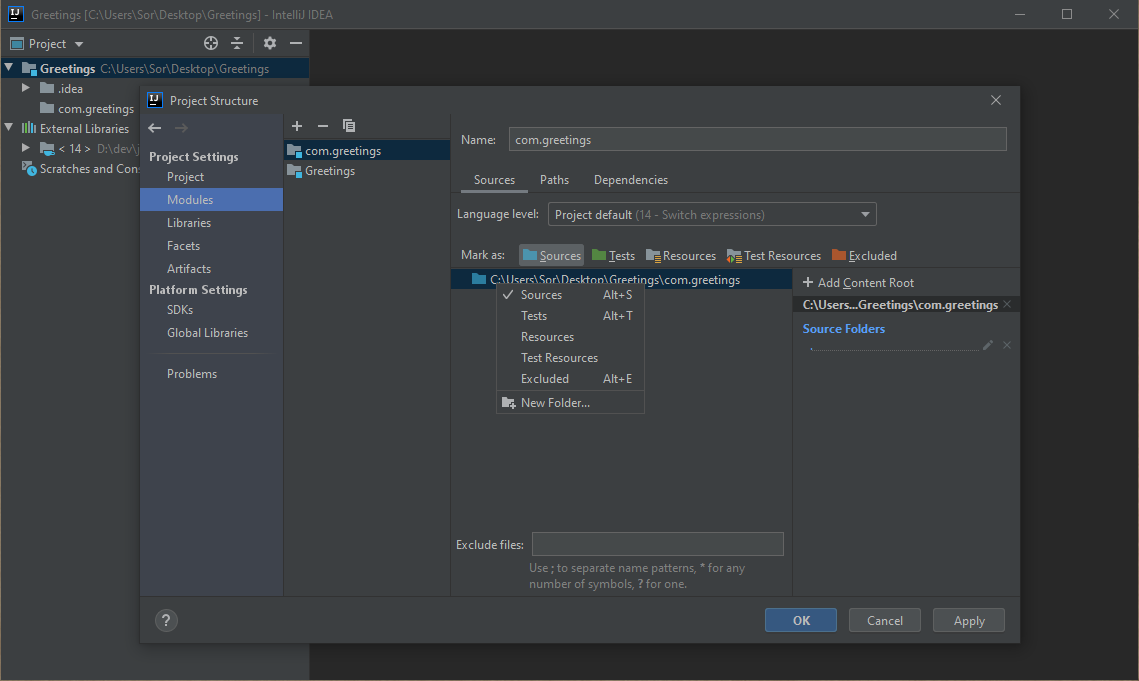 Greetings [C:\Users\Sor\Desktop\Greetings] - IntelliJ IDEA
Project
Greetings C:\Users\Sor\Desktop\Greetings
.idea
com.greetings
External Libraries
< 14 > D:\dev\j
Scratches and Con
Project Structure
Project Settings
Project
Modules
Libraries
Facets
Artifacts
Platform Settings
SDKs
Global Libraries
Problems
com.greetings
Greetings
Name: com.greetings
Sources Paths Dependencies
Language level: Project default (14 - Switch expressions)
Mark as: Sources Tests Resources Test Resources Excluded
C:\Users\Sor\Desktop\Greetings\com.greetings
Sources Alt+S
Tests Alt+T
Resources
Test Resources
Excluded Alt+E
New Folder...
+ Add Content Root
C:\Users...Greetings\com.greetings
Source Folders
.
Exclude files:
Use ; to separate name patterns, * for any
number of symbols, ? for one.
?
OK Cancel Apply